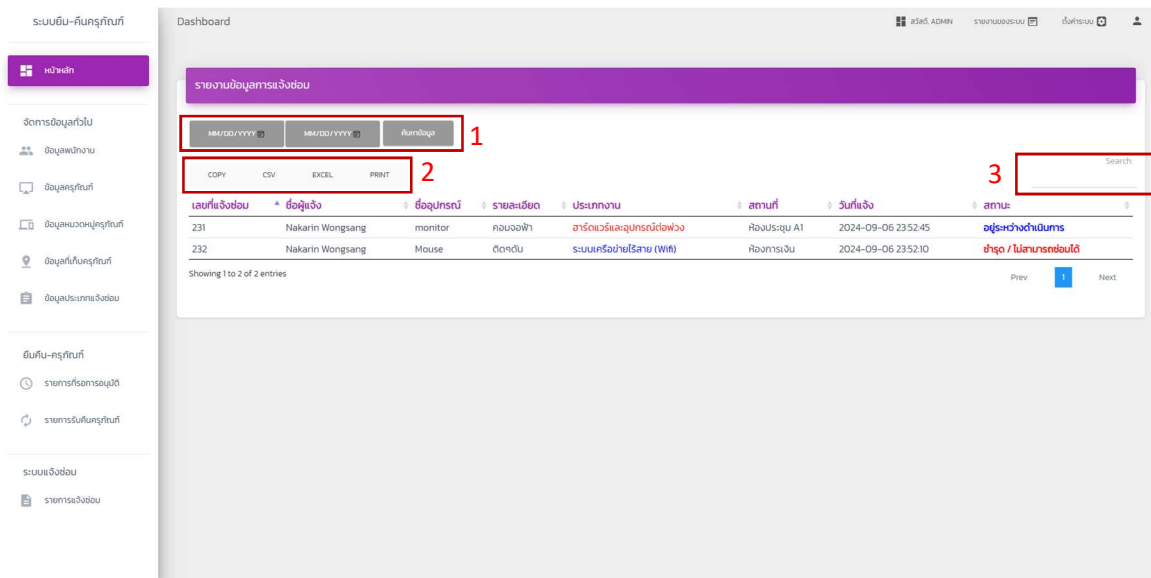 ระบบยืม-คืนครุภัณฑ์
Dashboard
สวัสดี, ADMIN
รายงานของระบบ
ตั้งค่าระบบ
หน้าหลัก
จัดการข้อมูลทั่วไป
ข้อมูลพนักงาน
ข้อมูลครุภัณฑ์
ข้อมูลหมวดหมู่ครุภัณฑ์
ข้อมูลที่เก็บครุภัณฑ์
ข้อมูลประเภทแจ้งซ่อม
ยืมคืน-ครุภัณฑ์
รายการที่รอการอนุมัติ
รายการรับคืนครุภัณฑ์
ระบบแจ้งซ่อม
รายการแจ้งซ่อม
รายงานข้อมูลการแจ้งซ่อม
MM/DD/YYYY MM/DD/YYYY ค้นหาข้อมูล 1
COPY CSV EXCEL PRINT 2
3 Search:
เลขที่แจ้งซ่อม ชื่อผู้แจ้ง ชื่ออุปกรณ์ รายละเอียด ประเภทงาน สถานที่ วันที่แจ้ง สถานะ
231 Nakarin Wongsang monitor คอมจอฟ้า ฮาร์ดแวร์และอุปกรณ์ต่อพ่วง ห้องประชุม A1 2024-09-06 23:52:45 อยู่ระหว่างดำเนินการ
232 Nakarin Wongsang Mouse ติดๆดับ ระบบเครือข่ายไร้สาย (Wifi) ห้องการเงิน 2024-09-06 23:52:10 ชำรุด / ไม่สามารถซ่อมได้
Showing 1 to 2 of 2 entries
Prev 1 Next